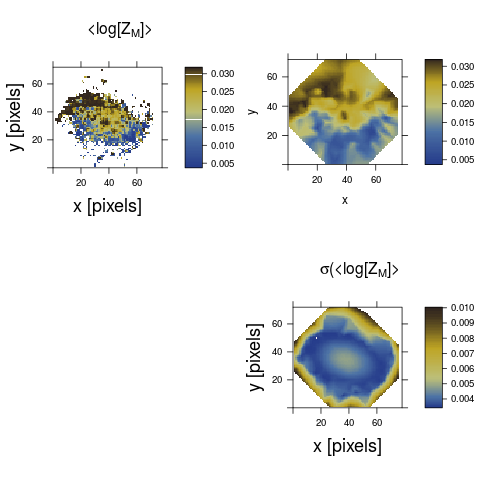 <log[Z_M]>
0.030
0.025
0.020
0.015
0.010
0.005
60
40
20
y [pixels]
20 40 60
x [pixels]
0.030
0.025
0.020
0.015
0.010
0.005
60
40
20
y
20 40 60
x
σ(<log[Z_M]>
0.010
0.009
0.008
0.007
0.006
0.005
0.004
60
40
20
y [pixels]
20 40 60
x [pixels]